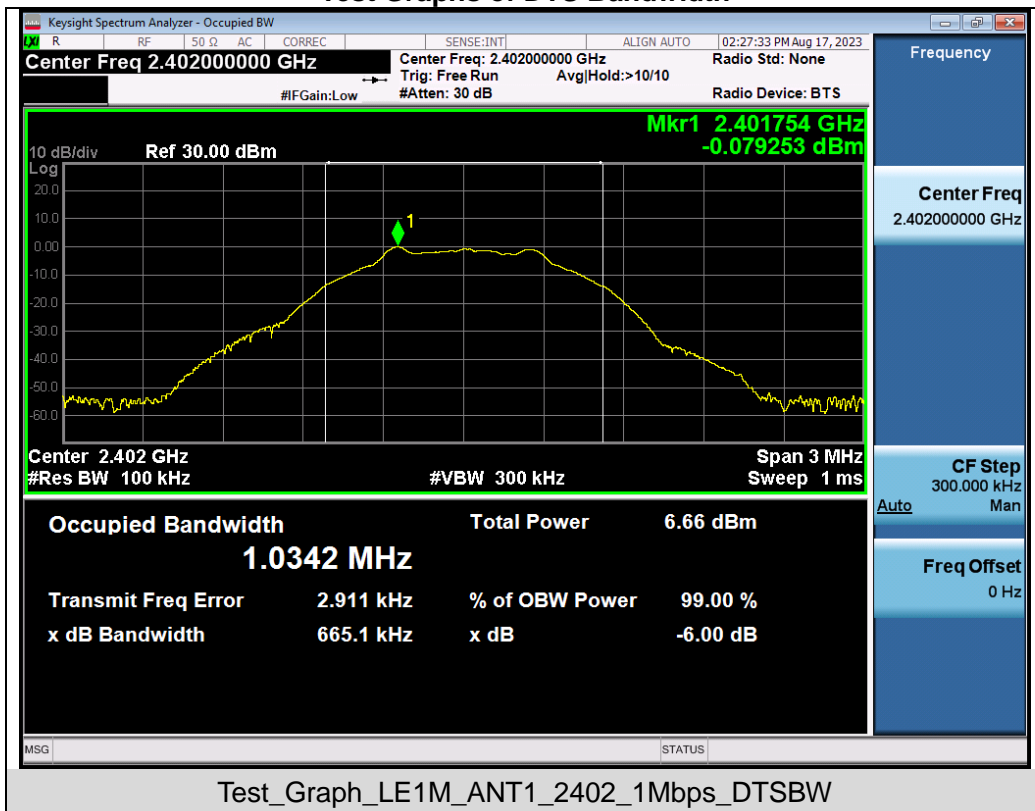 Test Graphs of DTS Bandwidth
Keysight Spectrum Analyzer - Occupied BW
LXI R RF 50 Ω AC CORREC SENSE:INT ALIGN AUTO 02:27:33 PM Aug 17, 2023
Center Freq 2.402000000 GHz
Center Freq: 2.402000000 GHz
Radio Std: None
Trig: Free Run Avg|Hold:>10/10
#IFGain:Low
#Atten: 30 dB
Radio Device: BTS
Mkr1 2.401754 GHz
-0.079253 dBm
10 dB/div Ref 30.00 dBm
Log
20.0
10.0
1
0.00
-10.0
-20.0
-30.0
-40.0
-50.0
-60.0
Center 2.402 GHz Span 3 MHz
#Res BW 100 kHz #VBW 300 kHz Sweep 1 ms
Occupied Bandwidth Total Power 6.66 dBm
1.0342 MHz
Transmit Freq Error 2.911 kHz % of OBW Power 99.00 %
x dB Bandwidth 665.1 kHz x dB -6.00 dB
Frequency
Center Freq
2.402000000 GHz
CF Step
300.000 kHz
Auto Man
Freq Offset
0 Hz
MSG STATUS
Test_Graph_LE1M_ANT1_2402_1Mbps_DTSBW